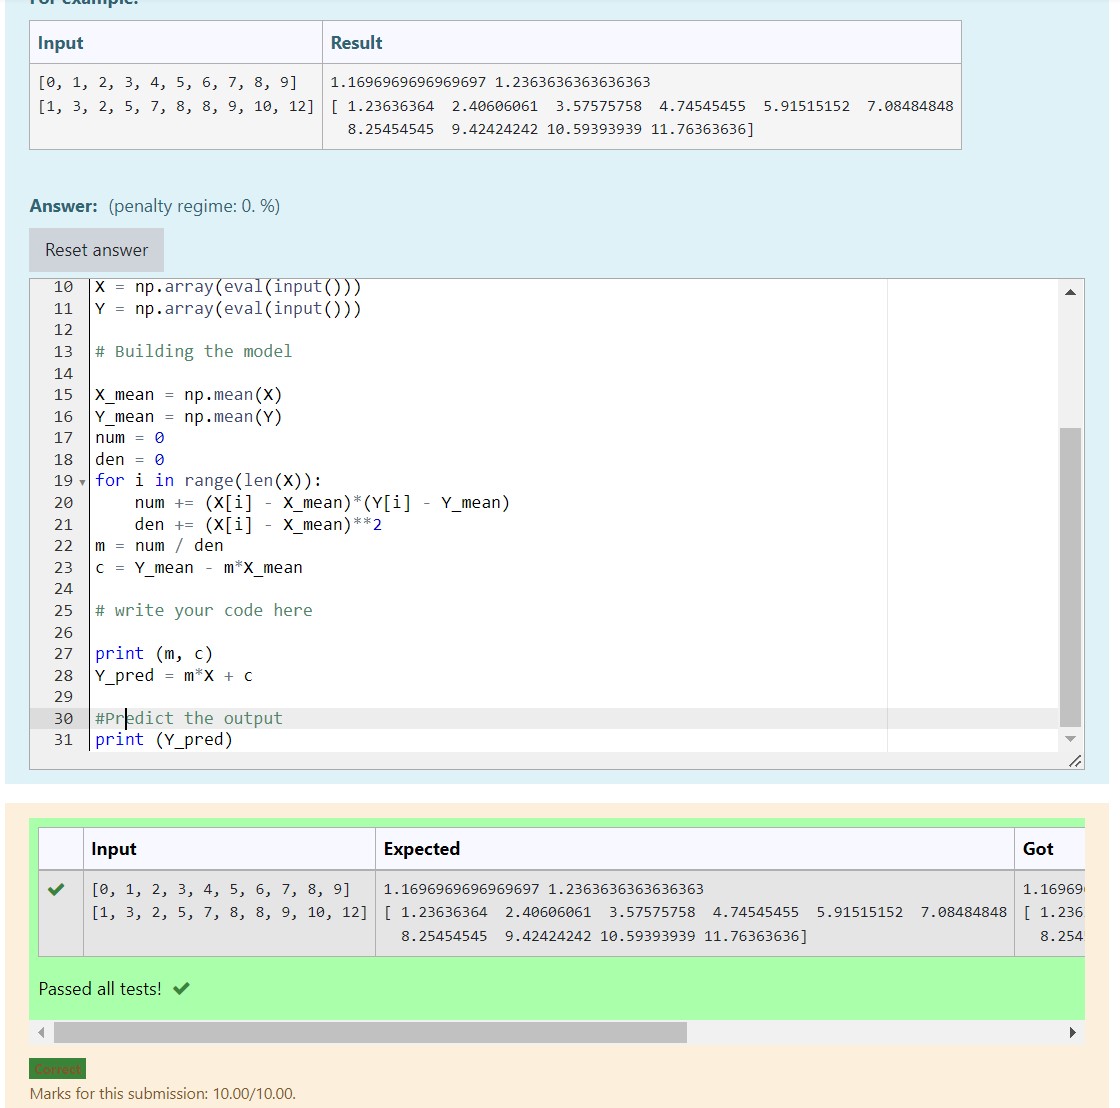 For example:
Input Result
[0, 1, 2, 3, 4, 5, 6, 7, 8, 9] 1.1696969696969697 1.2363636363636363
[1, 3, 2, 5, 7, 8, 8, 9, 10, 12] [ 1.23636364 2.40606061 3.57575758 4.74545455 5.91515152 7.08484848
8.25454545 9.42424242 10.59393939 11.76363636]
Answer: (penalty regime: 0. %)
Reset answer
10 X = np.array(eval(input()))
11 Y = np.array(eval(input()))
12
13 # Building the model
14
15 X_mean = np.mean(X)
16 Y_mean = np.mean(Y)
17 num = 0
18 den = 0
19 for i in range(len(X)):
20     num += (X[i] - X_mean)*(Y[i] - Y_mean)
21     den += (X[i] - X_mean)**2
22 m = num / den
23 c = Y_mean - m*X_mean
24
25 # write your code here
26
27 print (m, c)
28 Y_pred = m*X + c
29
30 #Predict the output
31 print (Y_pred)
Input Expected Got
[0, 1, 2, 3, 4, 5, 6, 7, 8, 9] 1.1696969696969697 1.2363636363636363 1.16969
[1, 3, 2, 5, 7, 8, 8, 9, 10, 12] [ 1.23636364 2.40606061 3.57575758 4.74545455 5.91515152 7.08484848 [ 1.236
8.25454545 9.42424242 10.59393939 11.76363636] 8.254
Passed all tests!
Correct
Marks for this submission: 10.00/10.00.